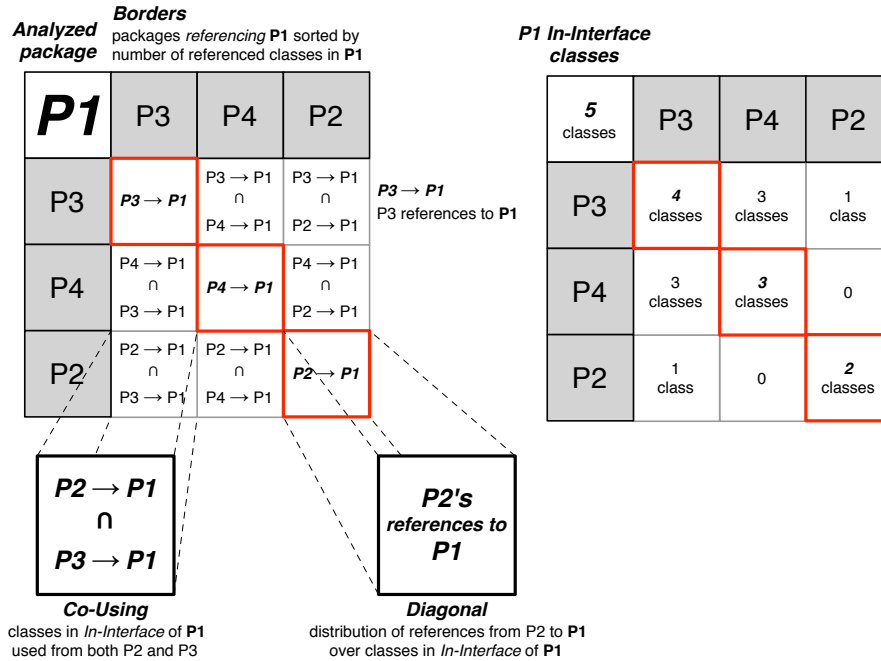 Analyzed
package
Borders
packages referencing P1 sorted by
number of referenced classes in P1
P1
P3
P4
P2
P3
P3 → P1
P3 → P1
∩
P4 → P1
P3 → P1
∩
P2 → P1
P3 → P1
P3 references to P1
P4
P4 → P1
∩
P3 → P1
P4 → P1
P4 → P1
∩
P2 → P1
P2
P2 → P1
∩
P3 → P1
P2 → P1
∩
P4 → P1
P2 → P1
P2 → P1
∩
P3 → P1
Co-Using
classes in In-Interface of P1
used from both P2 and P3
P2's
references to
P1
Diagonal
distribution of references from P2 to P1
over classes in In-Interface of P1
P1 In-Interface
classes
5
classes
P3
P4
P2
P3
4
classes
3
classes
1
class
P4
3
classes
3
classes
0
P2
1
class
0
2
classes